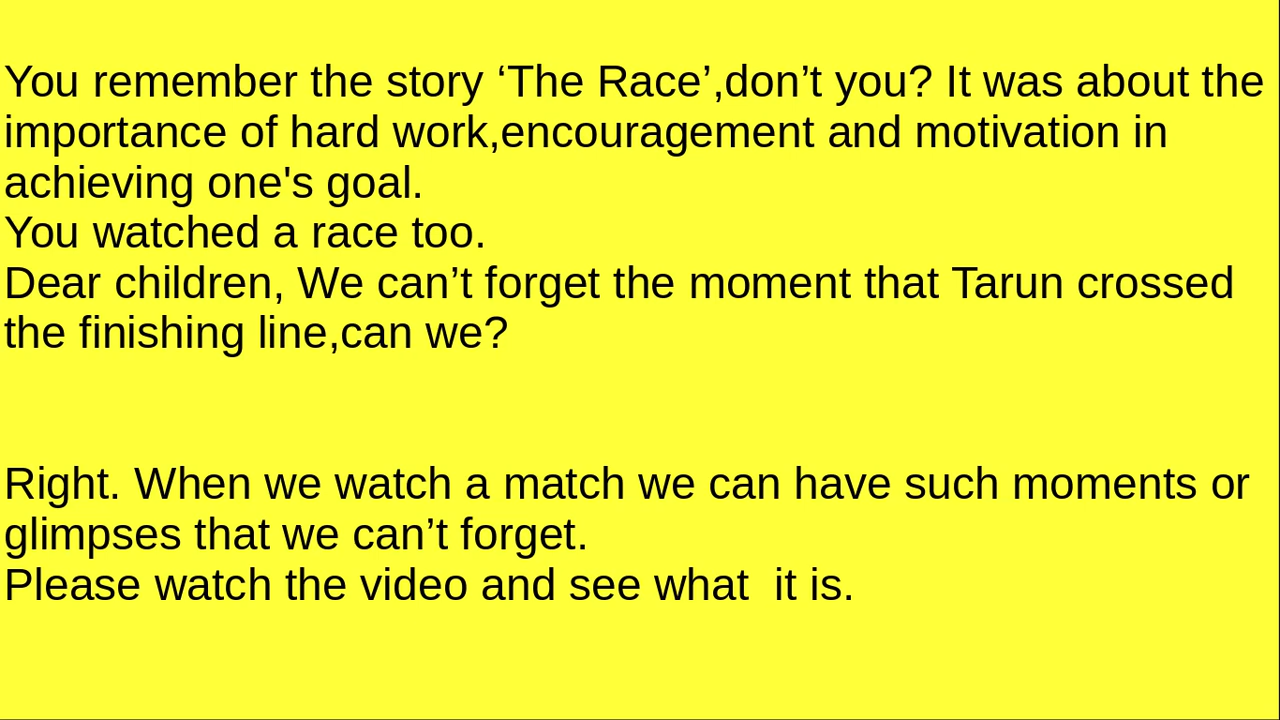 You remember the story ‘The Race’,don’t you? It was about the
importance of hard work,encouragement and motivation in
achieving one's goal.
You watched a race too.
Dear children, We can’t forget the moment that Tarun crossed
the finishing line,can we?
Right. When we watch a match we can have such moments or
glimpses that we can’t forget.
Please watch the video and see what  it is.